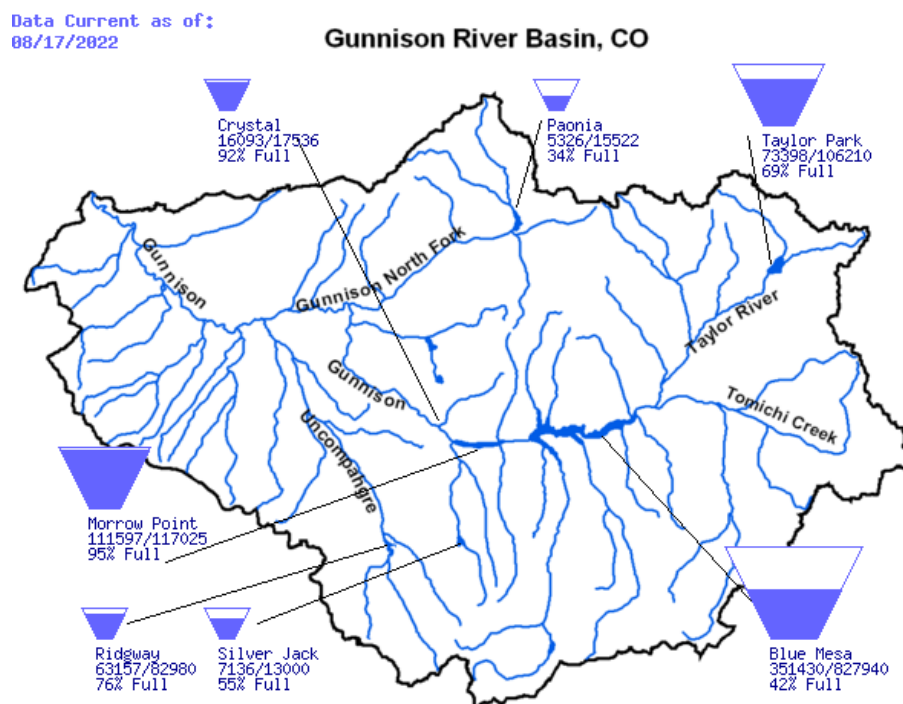 Data Current as of:
08/17/2022
Gunnison River Basin, CO
Crystal
16093/17536
92% Full
Paonia
5326/15522
34% Full
Taylor Park
73398/106210
69% Full
Gunnison
Gunnison North Fork
Taylor River
Gunnison
Tomichi Creek
Uncompahgre
Morrow Point
111597/117025
95% Full
Ridgway
63157/82980
76% Full
Silver Jack
7136/13000
55% Full
Blue Mesa
351430/827940
42% Full